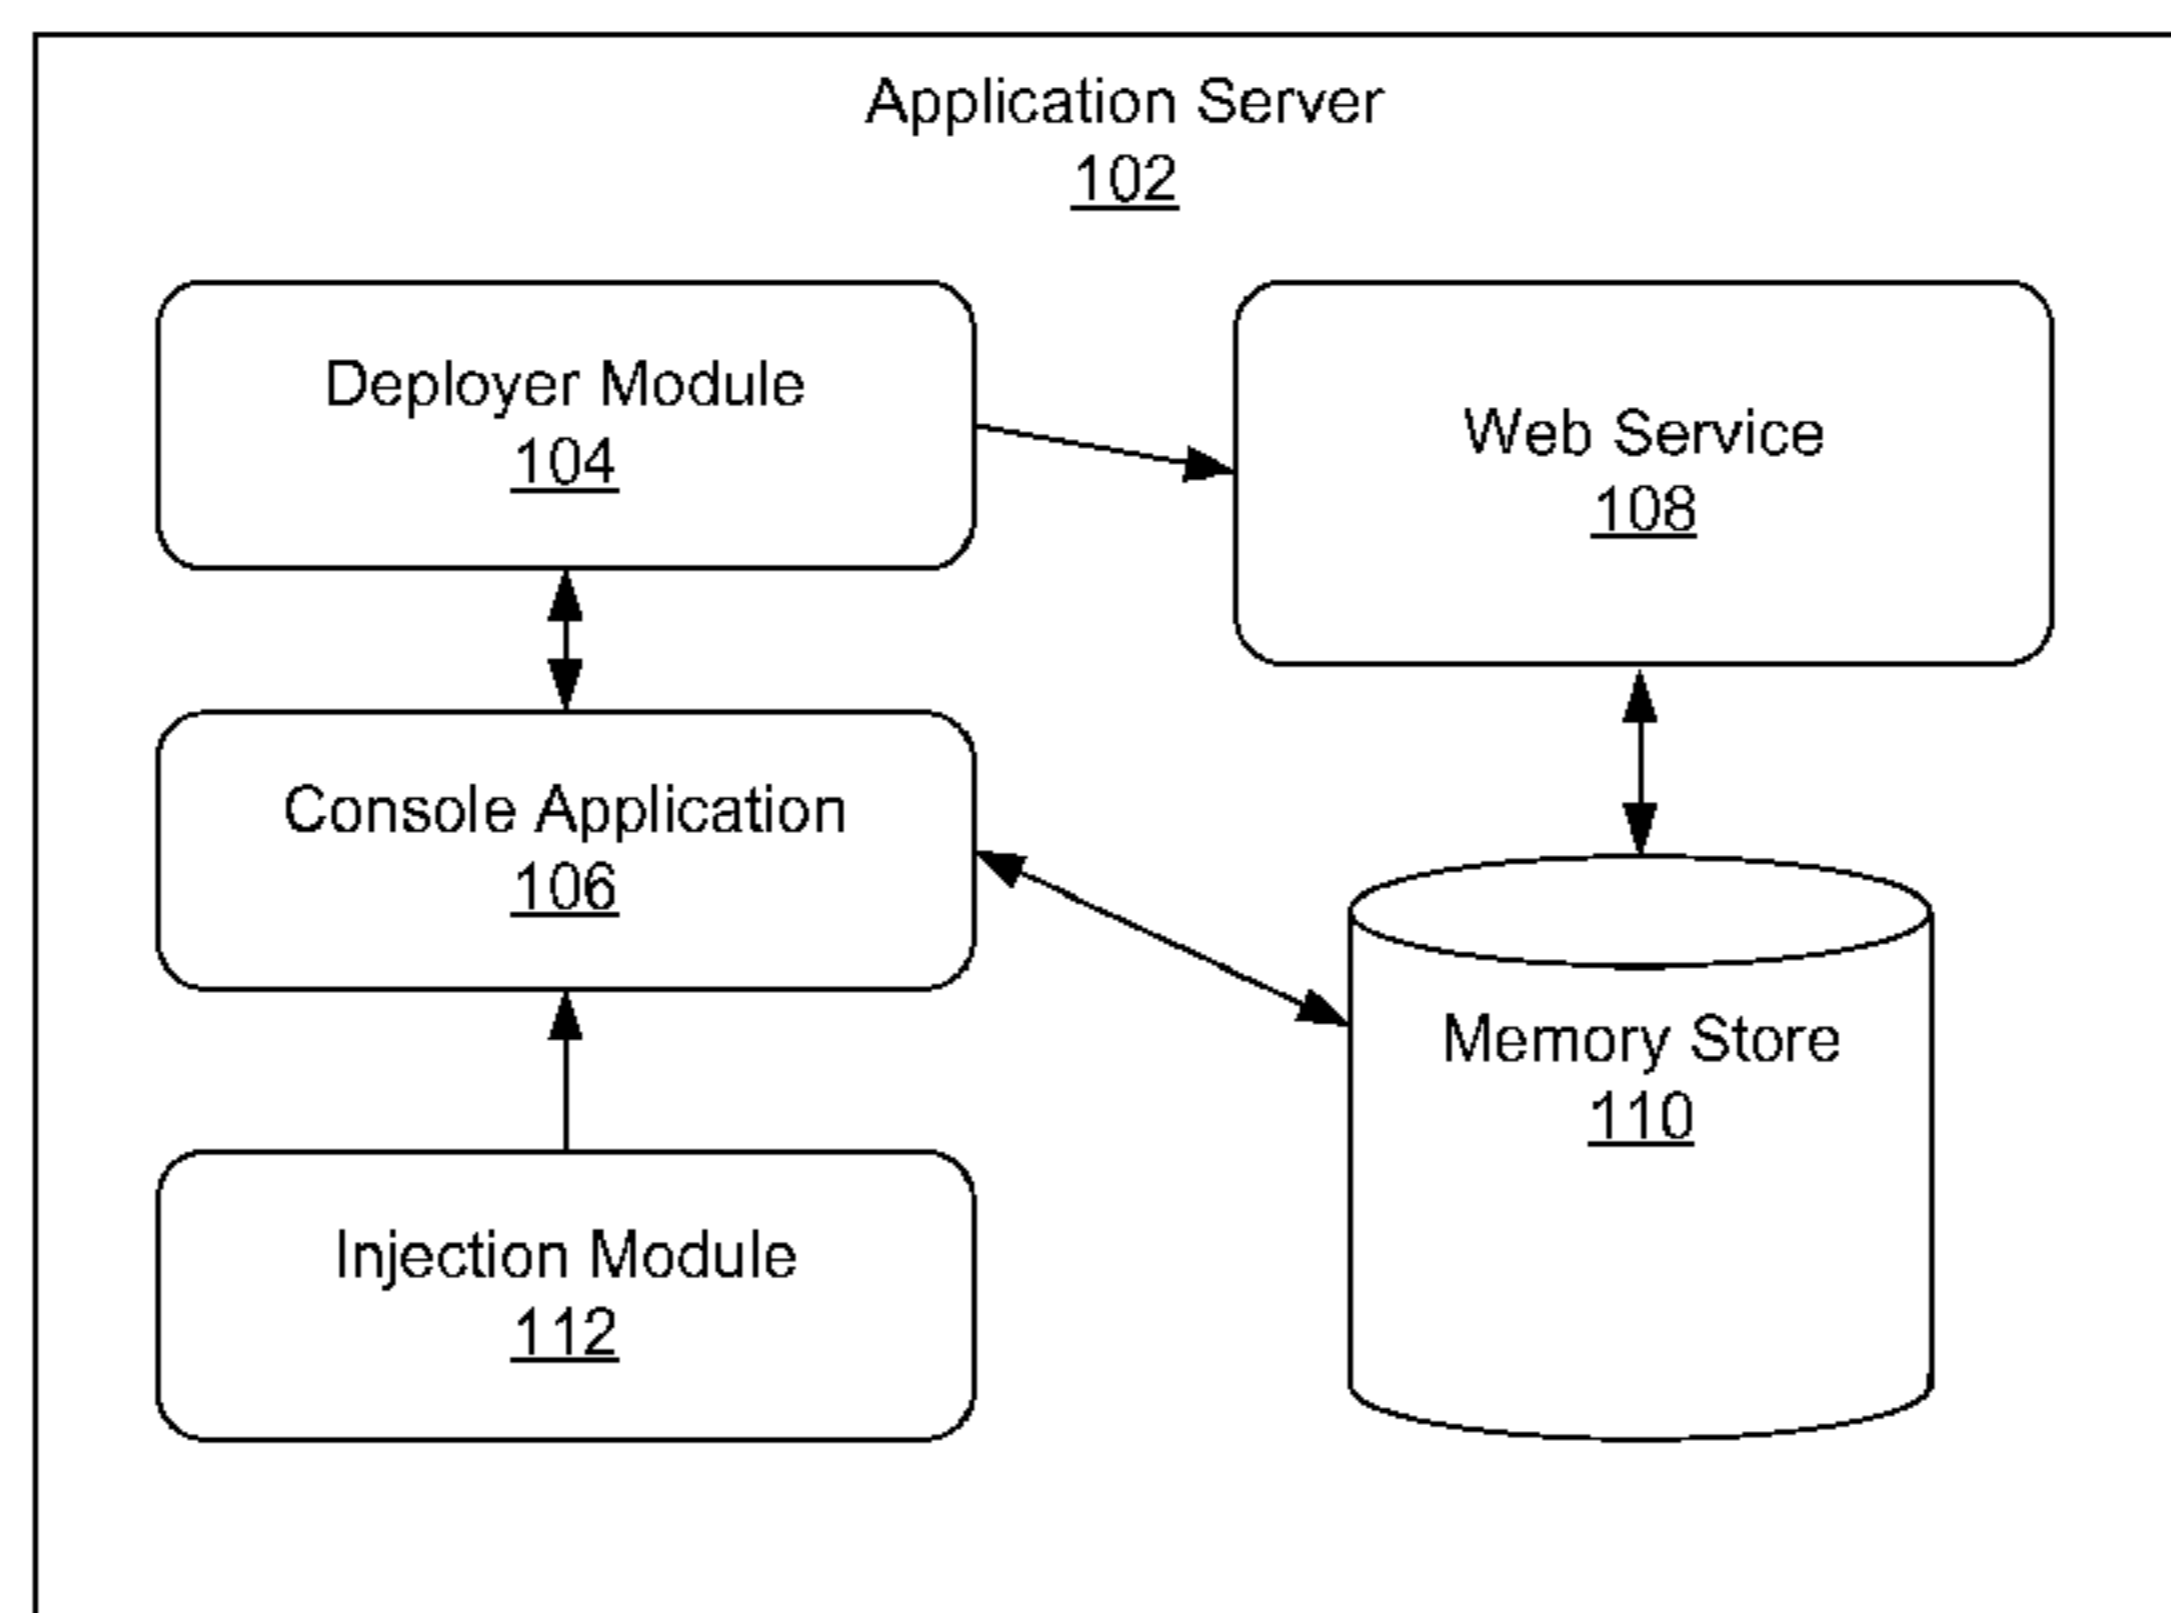 Application Server
102
Deployer Module
104
Web Service
108
Console Application
106
Memory Store
110
Injection Module
112